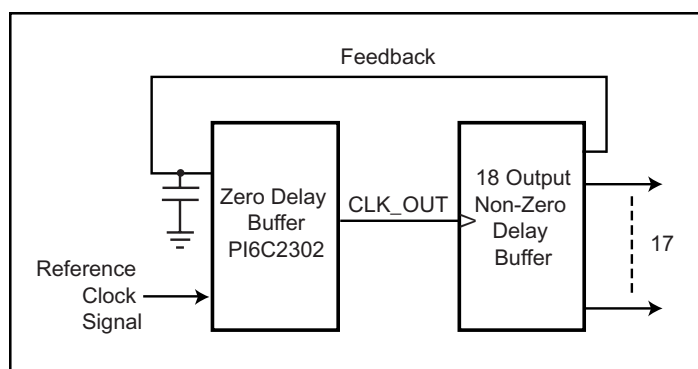 Feedback
Zero Delay
Buffer
PI6C2302
CLK_OUT
18 Output
Non-Zero
Delay
Buffer
17
Reference
Clock
Signal